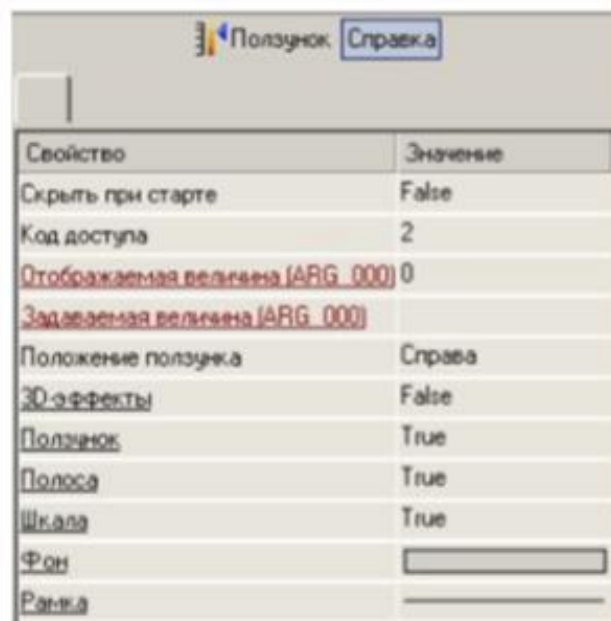 Ползунок Справка
Свойство Значение
Скрыть при старте False
Код доступа 2
Отображаемая величина (ARG_000) 0
Задаваемая величина (ARG_000)
Положение ползунка Справа
3D-эффекты False
Ползунок True
Полоса True
Шкала True
Фон
Рамка